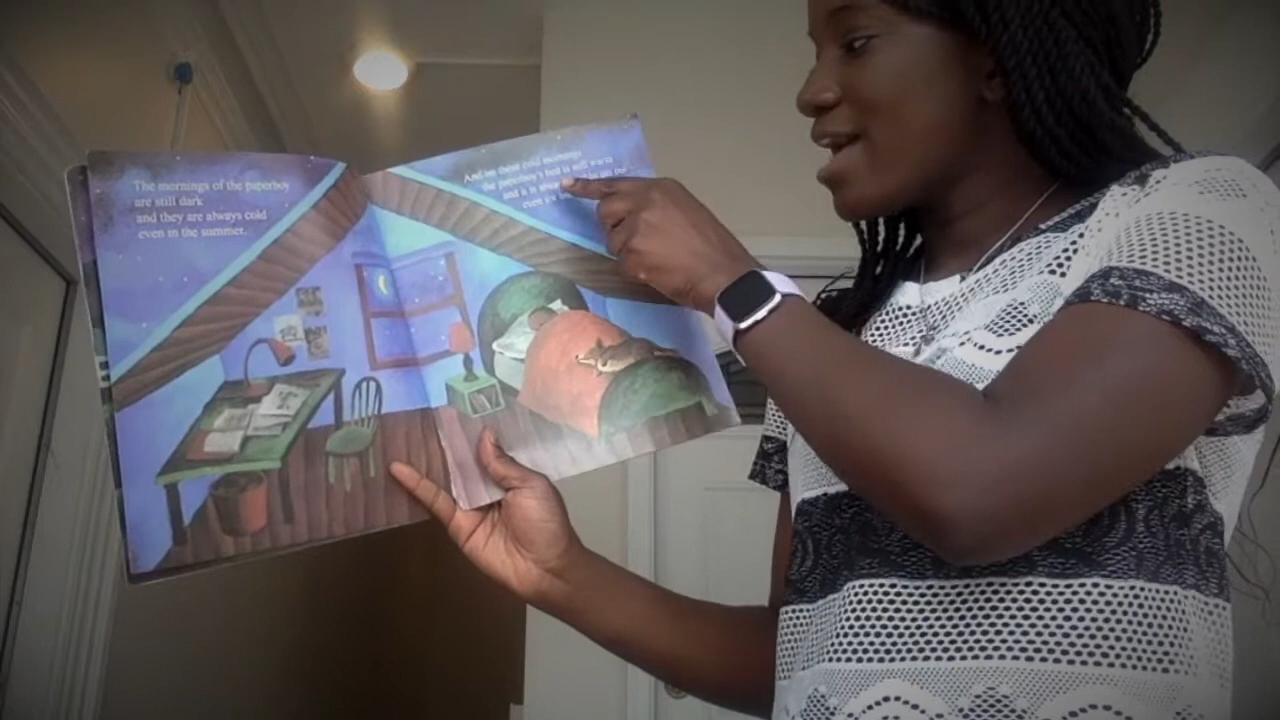 The mornings of the paperboy
are still dark
and they are always cold
even in the summer.
And on these cold mornings
the paperboy's bed is still warm
and it is
even